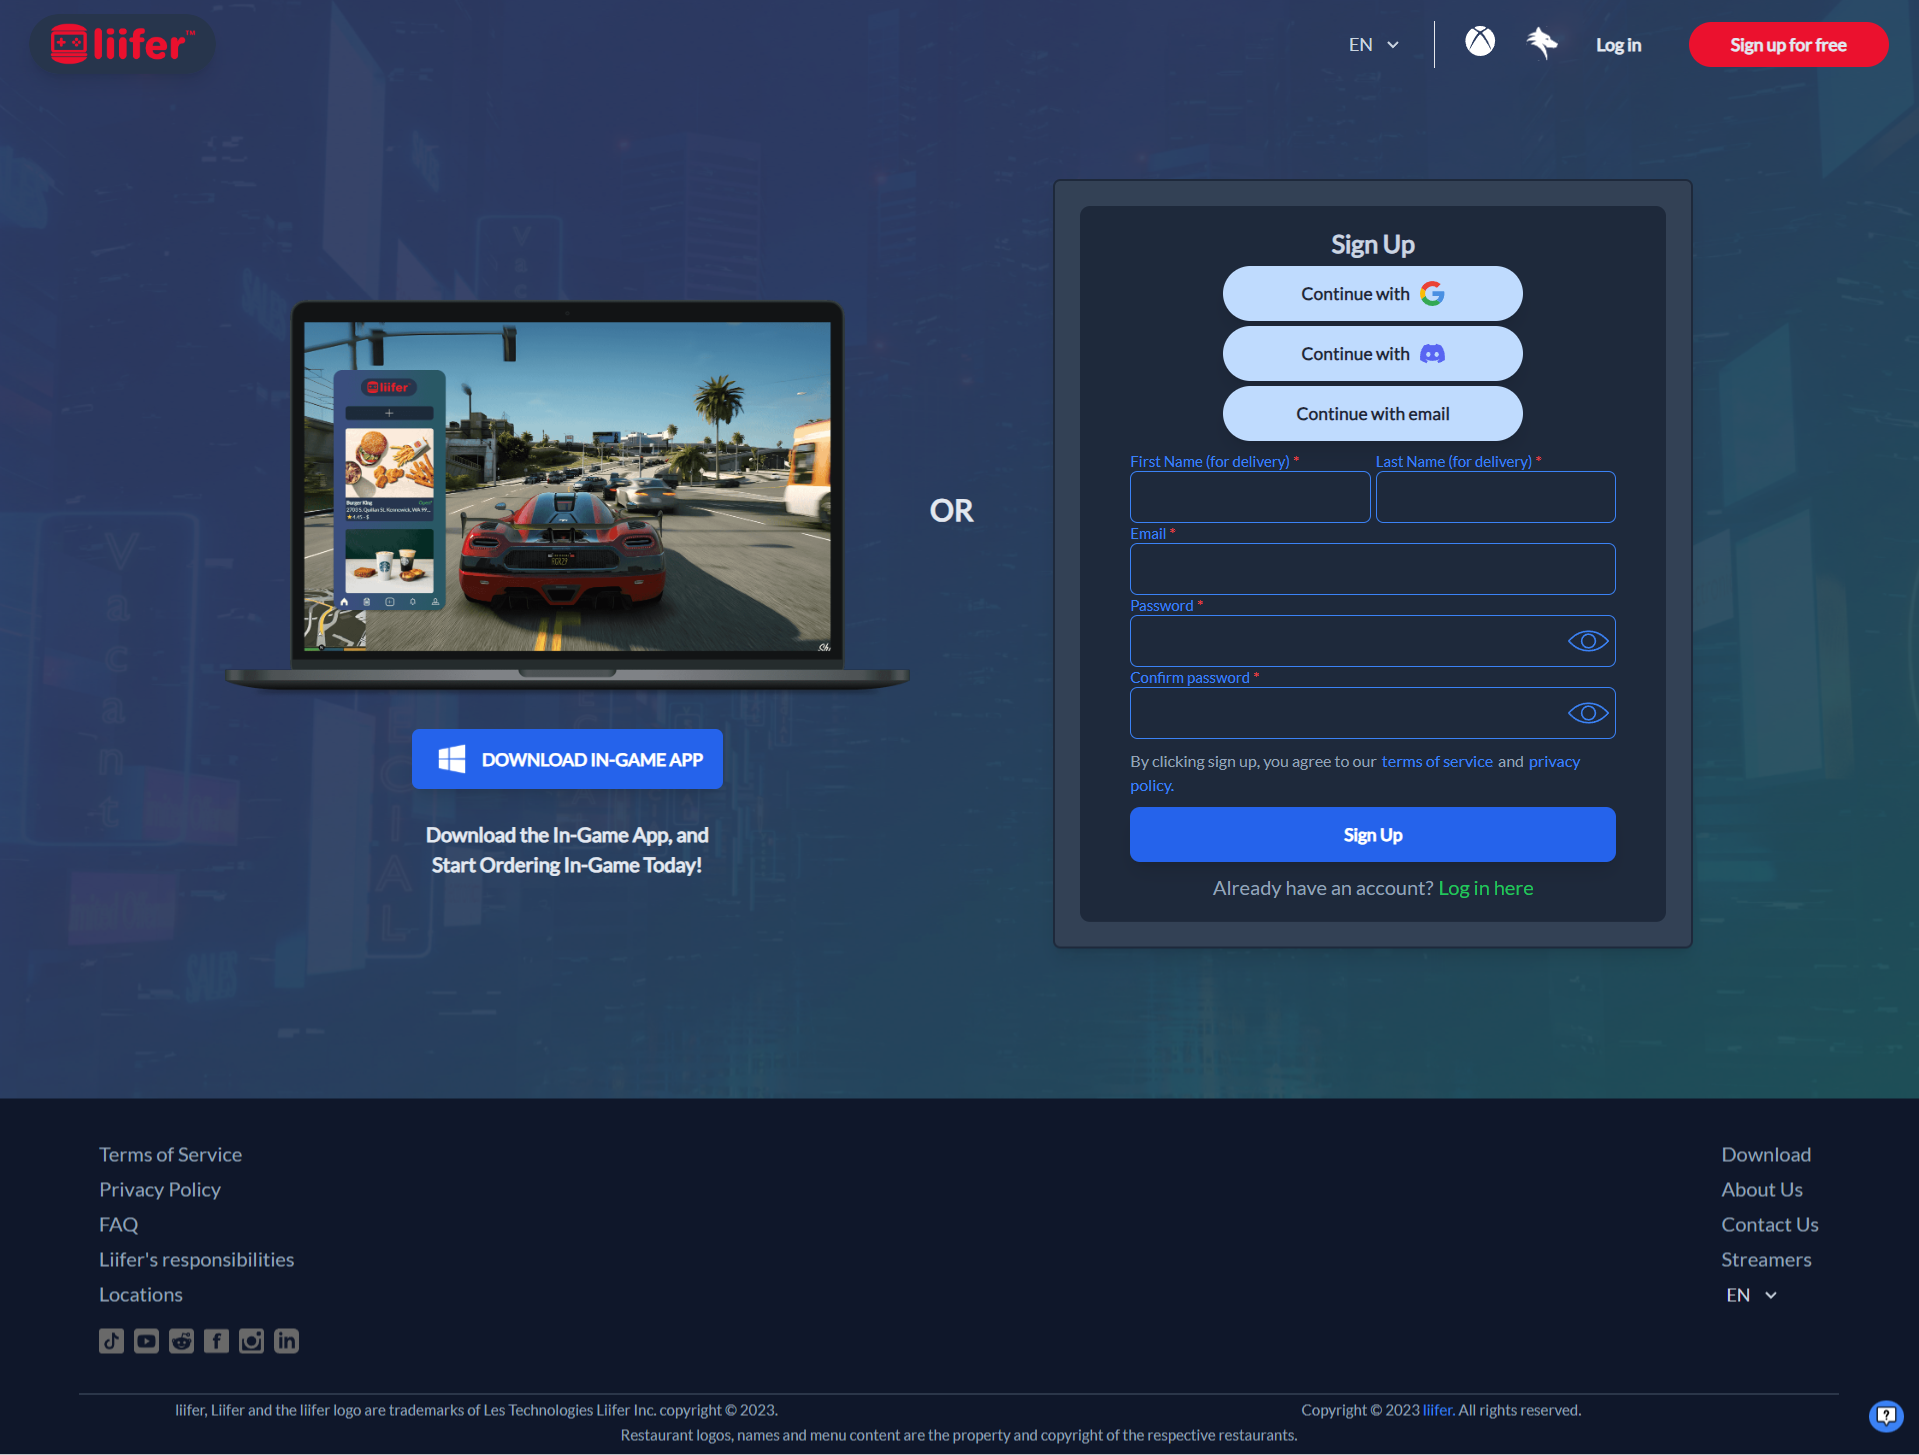 liifer™
EN
Log in
Sign up for free
Sign Up
Continue with
Continue with
Continue with email
First Name (for delivery) *
Last Name (for delivery) *
Email *
Password *
Confirm password *
By clicking sign up, you agree to our terms of service and privacy
policy.
Sign Up
Already have an account? Log in here
liifer
+
Burger King
OR
DOWNLOAD IN-GAME APP
Download the In-Game App, and
Start Ordering In-Game Today!
Vacant
Terms of Service
Privacy Policy
FAQ
Liifer's responsibilities
Locations
Download
About Us
Contact Us
Streamers
EN
liifer, Liifer and the liifer logo are trademarks of Les Technologies Liifer Inc. copyright © 2023.
Copyright © 2023 liifer. All rights reserved.
Restaurant logos, names and menu content are the property and copyright of the respective restaurants.